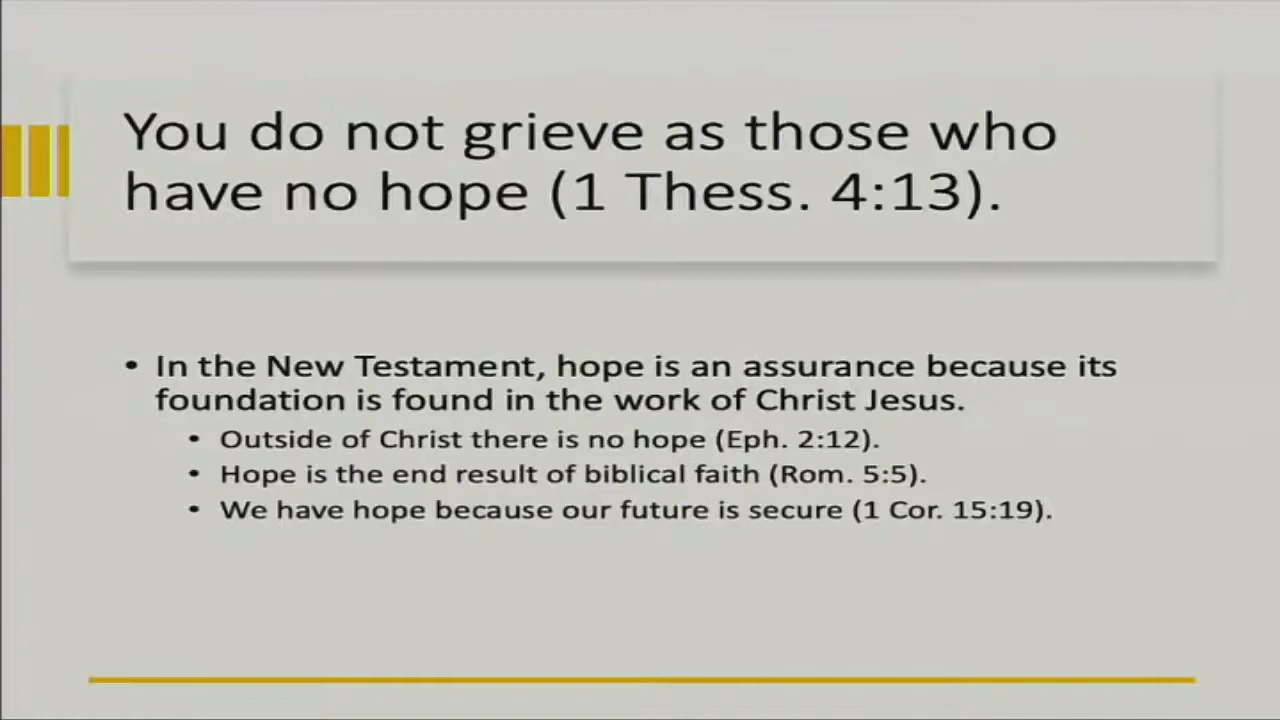 You do not grieve as those who
have no hope (1 Thess. 4:13).
• In the New Testament, hope is an assurance because its
foundation is found in the work of Christ Jesus.
• Outside of Christ there is no hope (Eph. 2:12).
• Hope is the end result of biblical faith (Rom. 5:5).
• We have hope because our future is secure (1 Cor. 15:19).